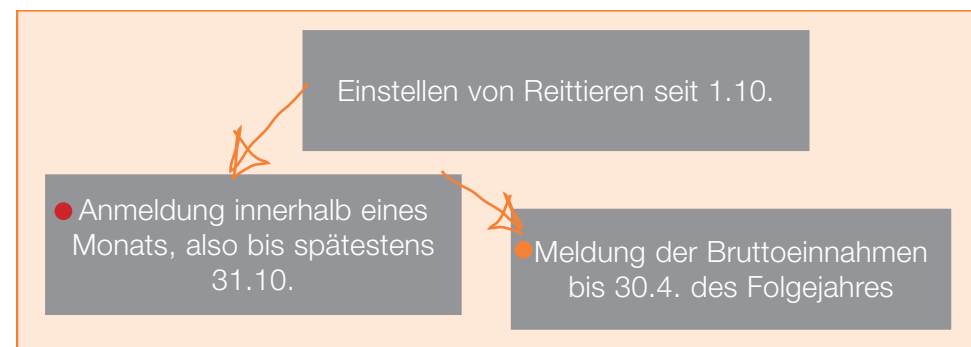 Einstellen von Reittieren seit 1.10.
Anmeldung innerhalb eines
Monats, also bis spätestens
31.10.
Meldung der Bruttoeinnahmen
bis 30.4. des Folgejahres